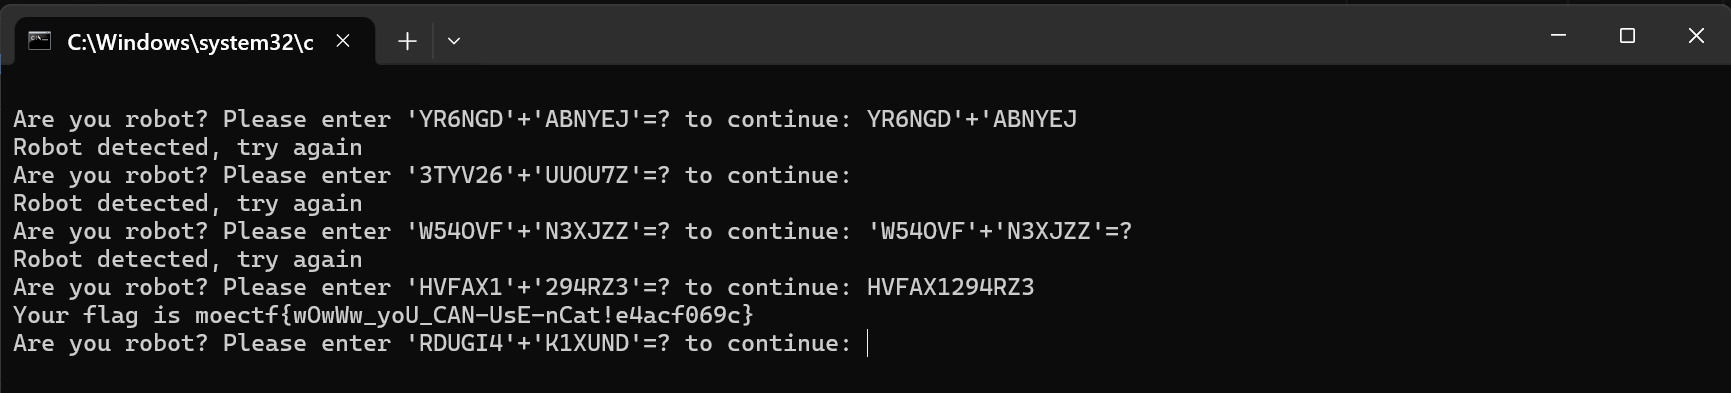 C:\Windows\system32\c
Are you robot? Please enter 'YR6NGD'+'ABNYEJ'=? to continue: YR6NGD'+'ABNYEJ
Robot detected, try again
Are you robot? Please enter '3TYV26'+'UUOU7Z'=? to continue:
Robot detected, try again
Are you robot? Please enter 'W54OVF'+'N3XJZZ'=? to continue: 'W54OVF'+'N3XJZZ'=?
Robot detected, try again
Are you robot? Please enter 'HVFAX1'+'294RZ3'=? to continue: HVFAX1294RZ3
Your flag is moectf{wOwWw_yoU_CAN-UsE-nCat!e4acf069c}
Are you robot? Please enter 'RDUGI4'+'K1XUND'=? to continue: